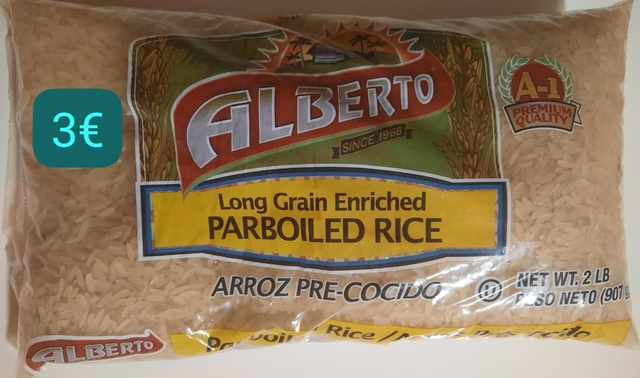 3€
ALBERTO
SINCE 1966
A-1
PREMIUM
QUALITY
Long Grain Enriched
PARBOILED RICE
ARROZ PRE-COCIDO
U
NET WT. 2 LB
PESO NETO (907 g
ALBERTO
Rice /